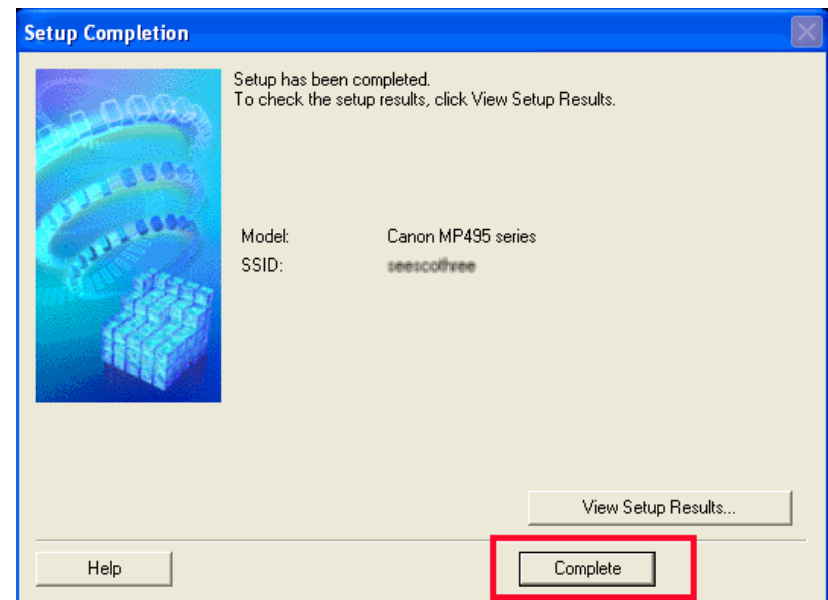 Setup Completion
Setup has been completed.
To check the setup results, click View Setup Results.
Model: Canon MP495 series
SSID:
View Setup Results...
Help Complete